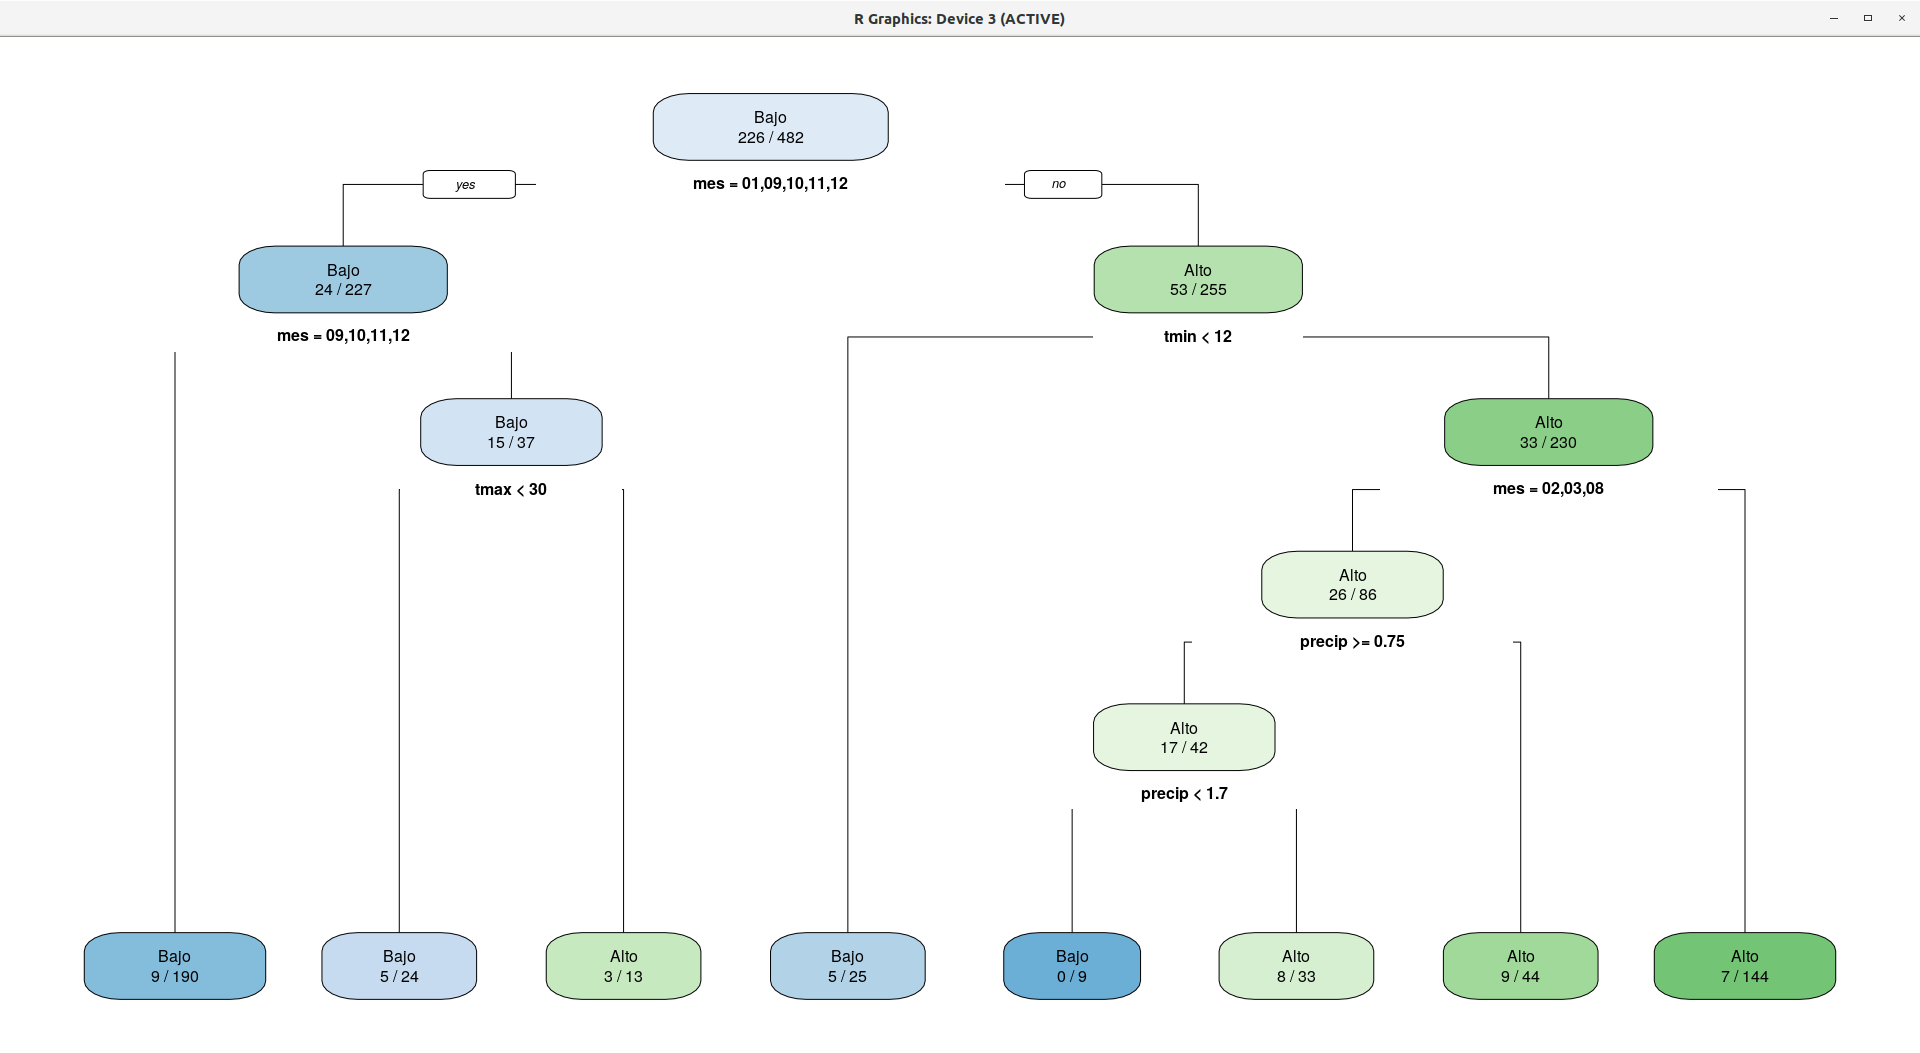 R Graphics: Device 3 (ACTIVE)
Bajo
226 / 482
yes
mes = 01,09,10,11,12
no
Bajo
24 / 227
Alto
53 / 255
mes = 09,10,11,12
tmin < 12
Bajo
15 / 37
Alto
33 / 230
tmax < 30
mes = 02,03,08
Alto
26 / 86
precip >= 0.75
Alto
17 / 42
precip < 1.7
Bajo
9 / 190
Bajo
5 / 24
Alto
3 / 13
Bajo
5 / 25
Bajo
0 / 9
Alto
8 / 33
Alto
9 / 44
Alto
7 / 144